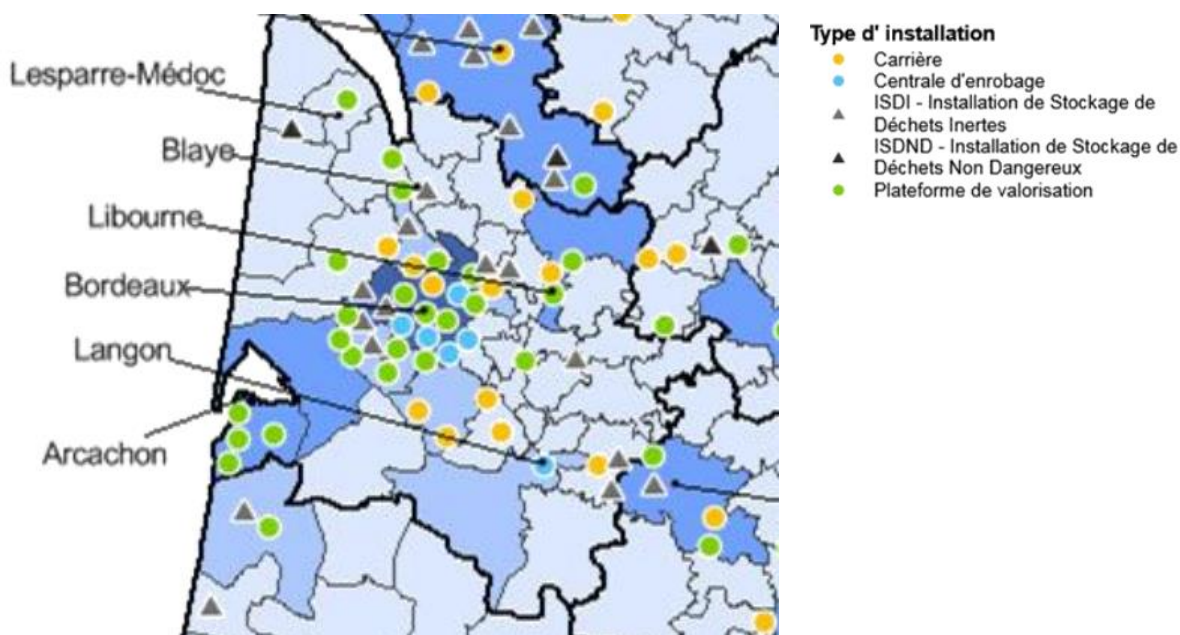 Lesparre-Médoc
Blaye
Libourne
Bordeaux
Langon
Arcachon
Type d' installation
Carrière
Centrale d'enrobage
ISDI - Installation de Stockage de
Déchets Inertes
ISDND - Installation de Stockage de
Déchets Non Dangereux
Plateforme de valorisation